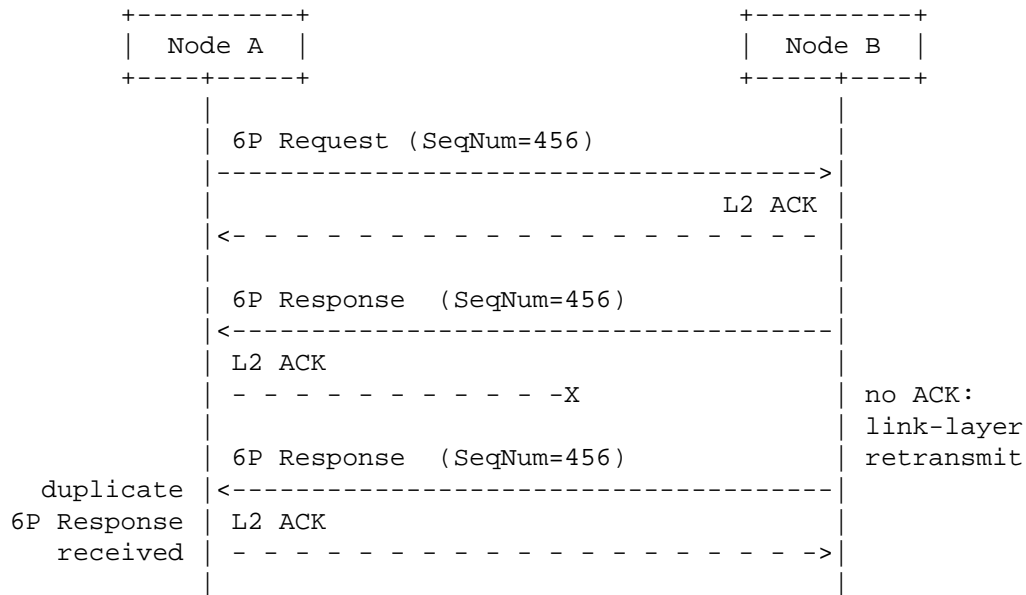 Node A Node B
6P Request (SeqNum=456)
L2 ACK
6P Response (SeqNum=456)
L2 ACK
X no ACK:
link-layer
6P Response (SeqNum=456) retransmit
duplicate
6P Response L2 ACK
received